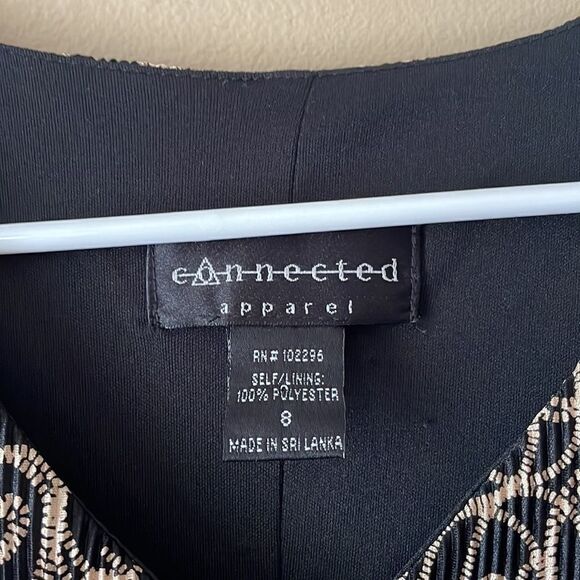 connected
apparel
RN# 102296
SELF/LINING:
100% POLYESTER
8
MADE IN SRI LANKA